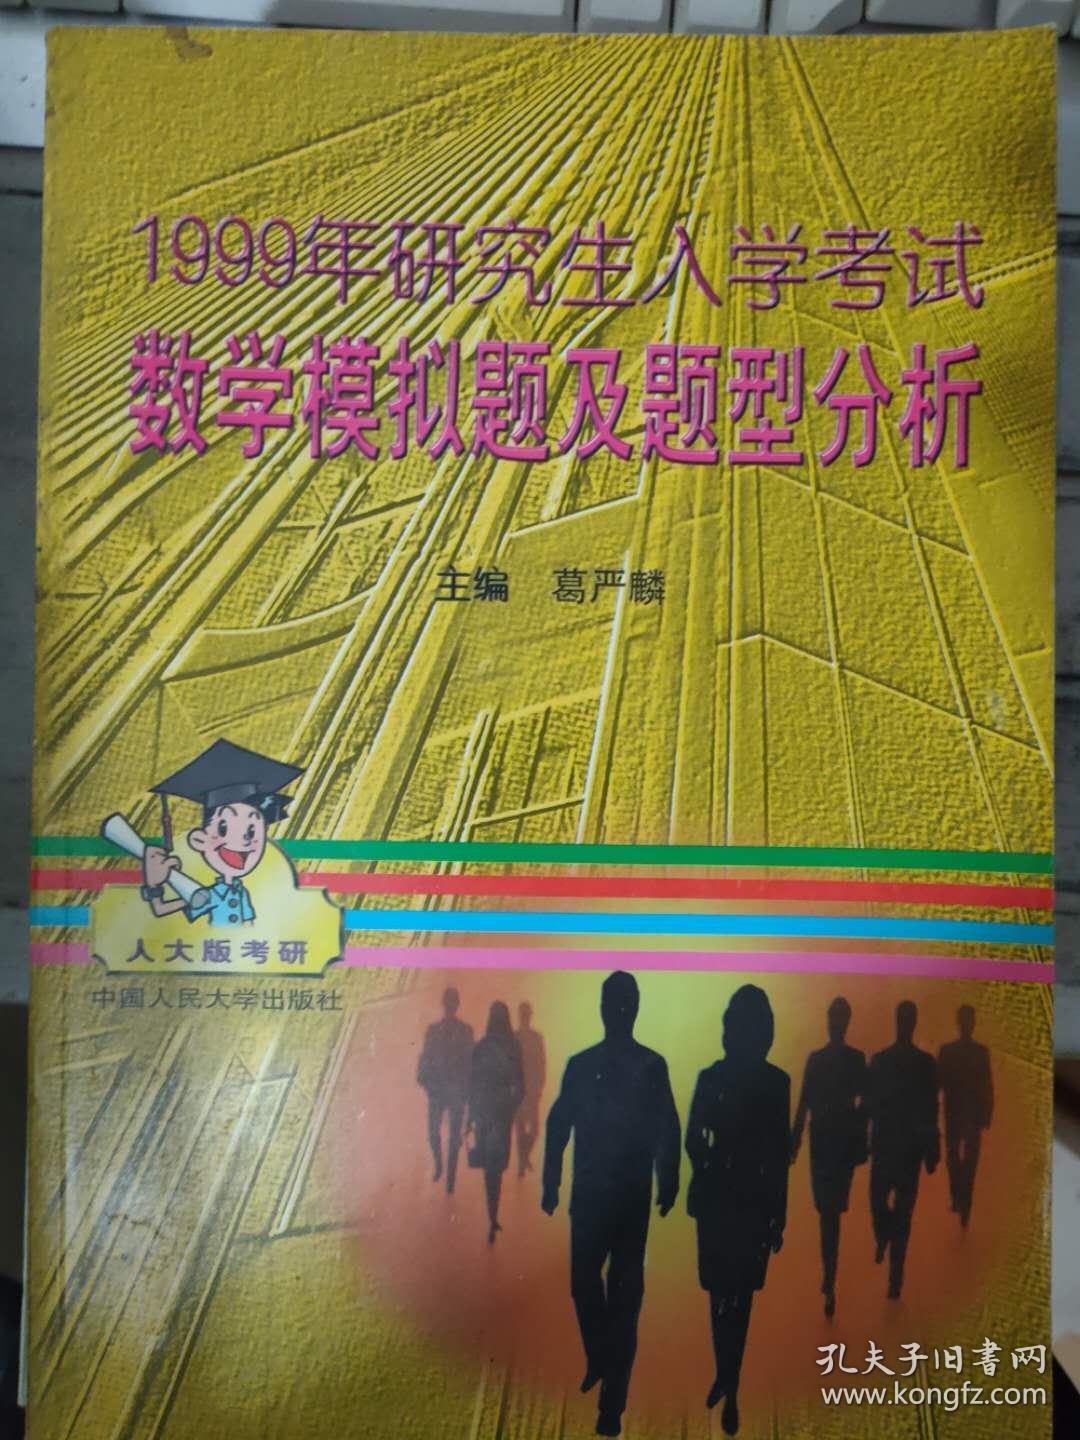 1999年研究生入学考试
数学模拟题及题型分析
主编 葛严麟
人大版考研
中国人民大学出版社
孔夫子旧書网
www.kongfz.com